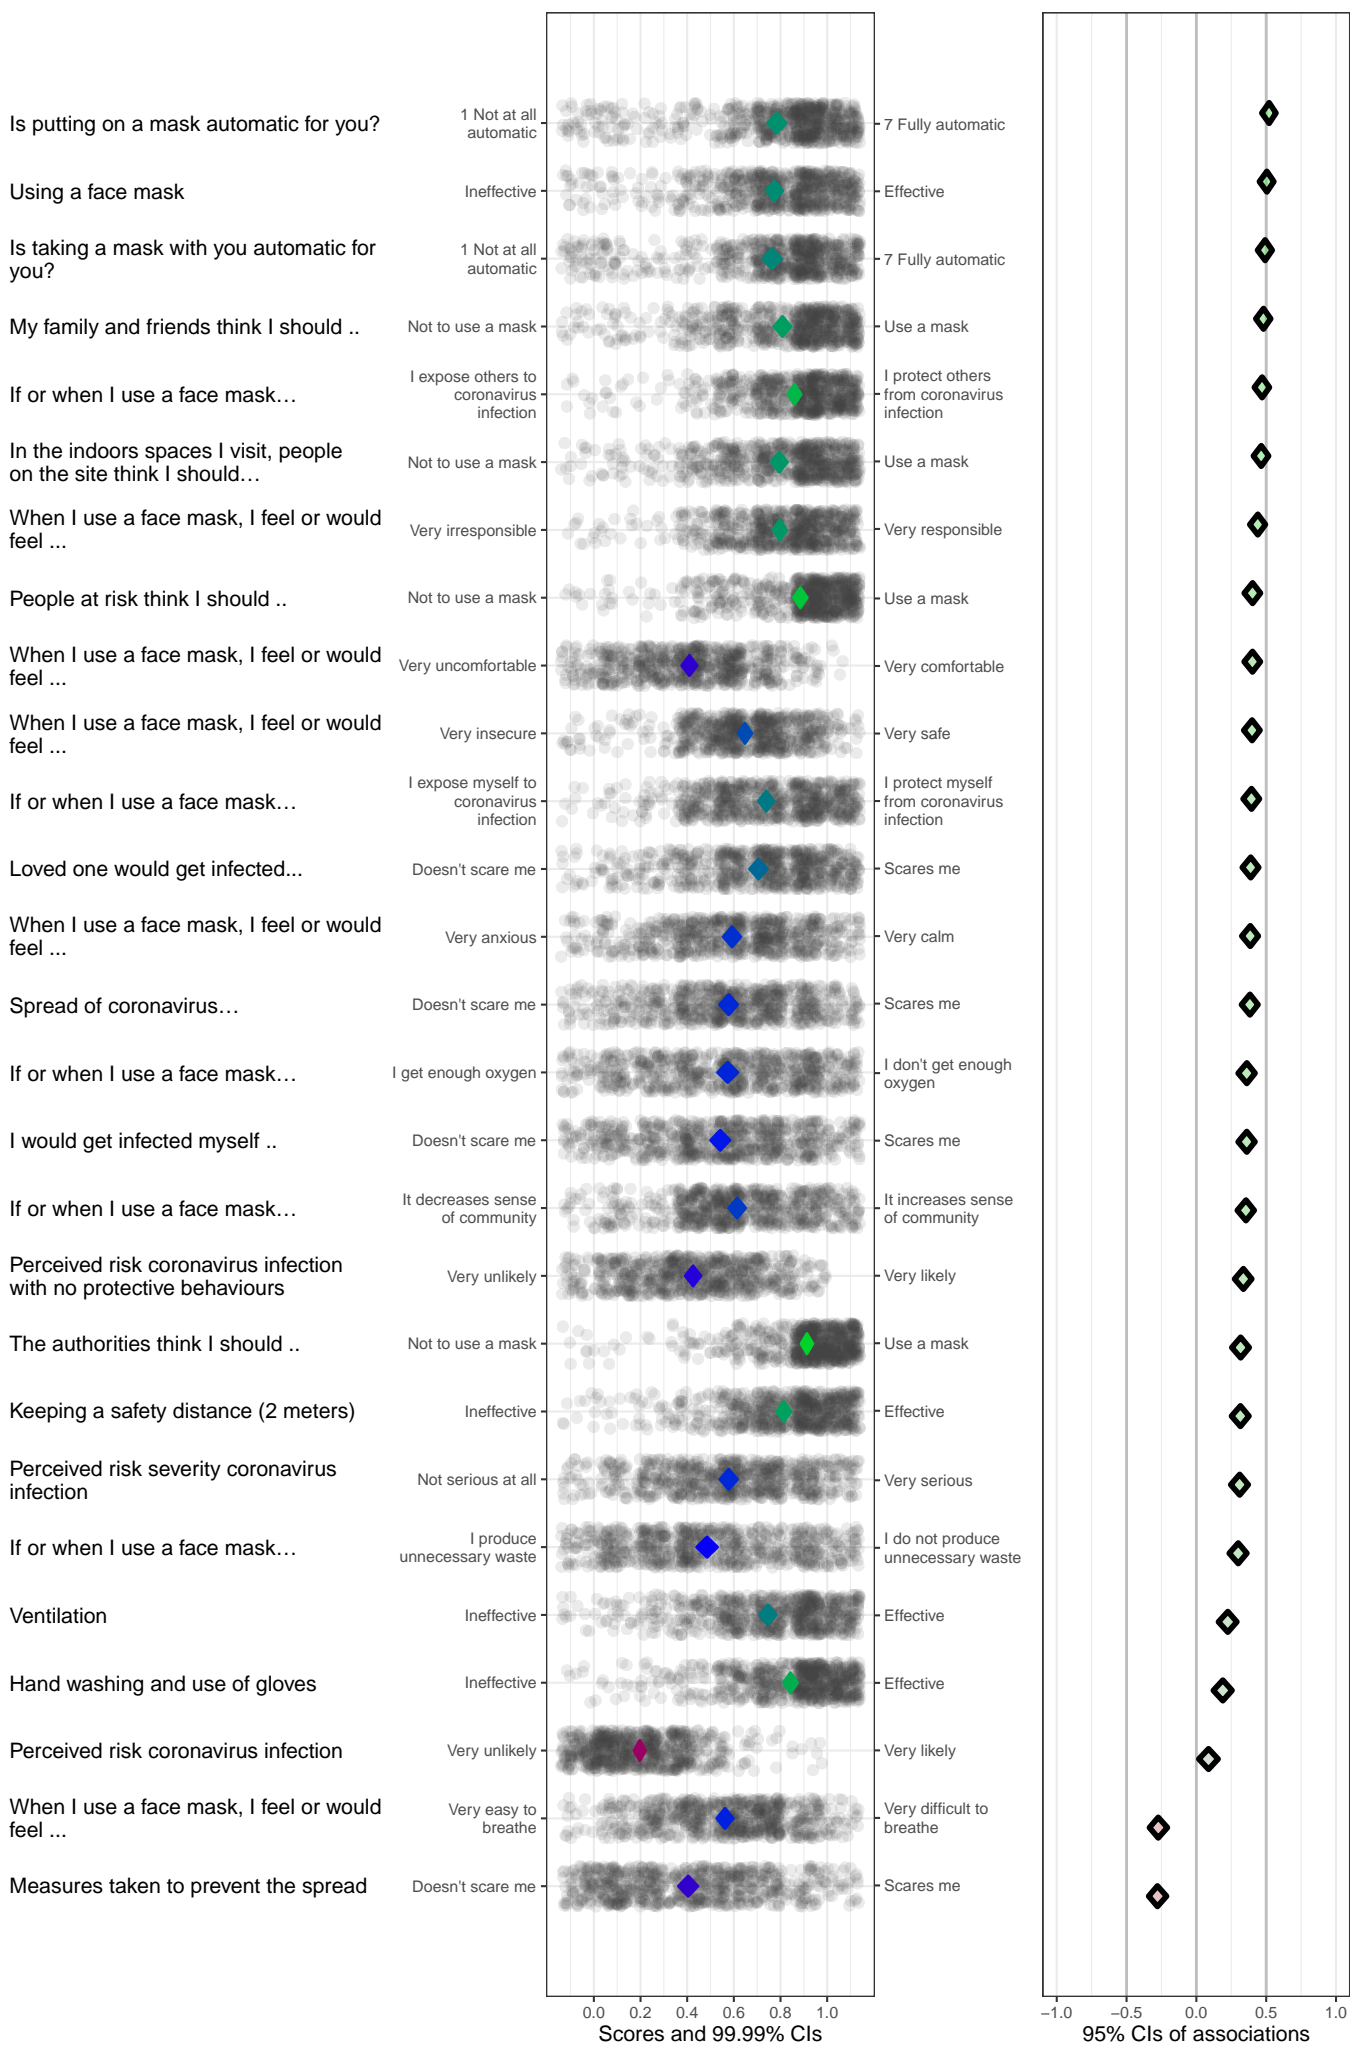 Is putting on a mask automatic for you?
1 Not at all
automatic
7 Fully automatic
Using a face mask
Ineffective
Effective
Is taking a mask with you automatic for
you?
1 Not at all
automatic
7 Fully automatic
My family and friends think I should ..
Not to use a mask
Use a mask
If or when I use a face mask…
I expose others to
coronavirus
infection
I protect others
from coronavirus
infection
In the indoors spaces I visit, people
on the site think I should…
Not to use a mask
Use a mask
When I use a face mask, I feel or would
feel ...
Very irresponsible
Very responsible
People at risk think I should ..
Not to use a mask
Use a mask
When I use a face mask, I feel or would
feel ...
Very uncomfortable
Very comfortable
When I use a face mask, I feel or would
feel ...
Very insecure
Very safe
If or when I use a face mask…
I expose myself to
coronavirus
infection
I protect myself
from coronavirus
infection
Loved one would get infected...
Doesn't scare me
Scares me
When I use a face mask, I feel or would
feel ...
Very anxious
Very calm
Spread of coronavirus…
Doesn't scare me
Scares me
If or when I use a face mask…
I get enough oxygen
I don't get enough
oxygen
I would get infected myself ..
Doesn't scare me
Scares me
If or when I use a face mask…
It decreases sense
of community
It increases sense
of community
Perceived risk coronavirus infection
with no protective behaviours
Very unlikely
Very likely
The authorities think I should ..
Not to use a mask
Use a mask
Keeping a safety distance (2 meters)
Ineffective
Effective
Perceived risk severity coronavirus
infection
Not serious at all
Very serious
If or when I use a face mask…
I produce
unnecessary waste
I do not produce
unnecessary waste
Ventilation
Ineffective
Effective
Hand washing and use of gloves
Ineffective
Effective
Perceived risk coronavirus infection
Very unlikely
Very likely
When I use a face mask, I feel or would
feel ...
Very easy to
breathe
Very difficult to
breathe
Measures taken to prevent the spread
Doesn't scare me
Scares me
0.0 0.2 0.4 0.6 0.8 1.0
Scores and 99.99% CIs
−1.0 −0.5 0.0 0.5 1.0
95% CIs of associations